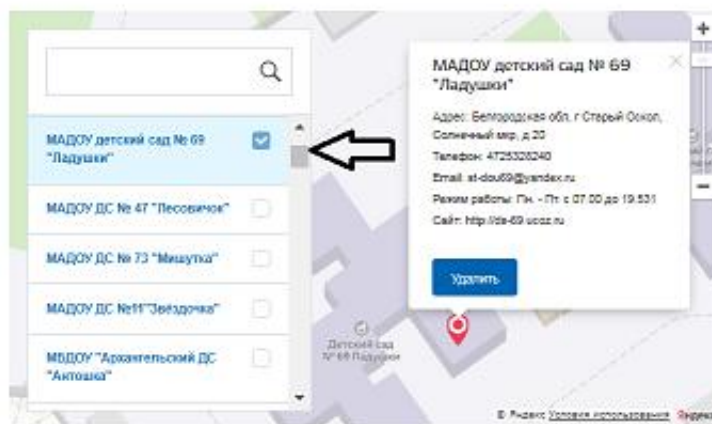 МАДОУ детский сад № 69
"Ладушки"
МАДОУ ДС № 47 "Лесовичок"
МАДОУ ДС № 73 "Мишутка"
МАДОУ ДС №11"Звёздочка"
МБДОУ "Архангельский ДС
"Антошка"
МАДОУ детский сад № 69
"Ладушки"
Адрес: Белгородская обл, г Старый Оскол,
Солнечный мкр, д 20
Телефон: 4725328240
Email: st-dou69@yandex.ru
Режим работы: Пн. - Пт. с 07.00 до 19.531
Сайт: http://ds-69.ucoz.ru
Удалить
Детский сад
№ 69 Ладушки
© Яндекс Условия использования Яндекс